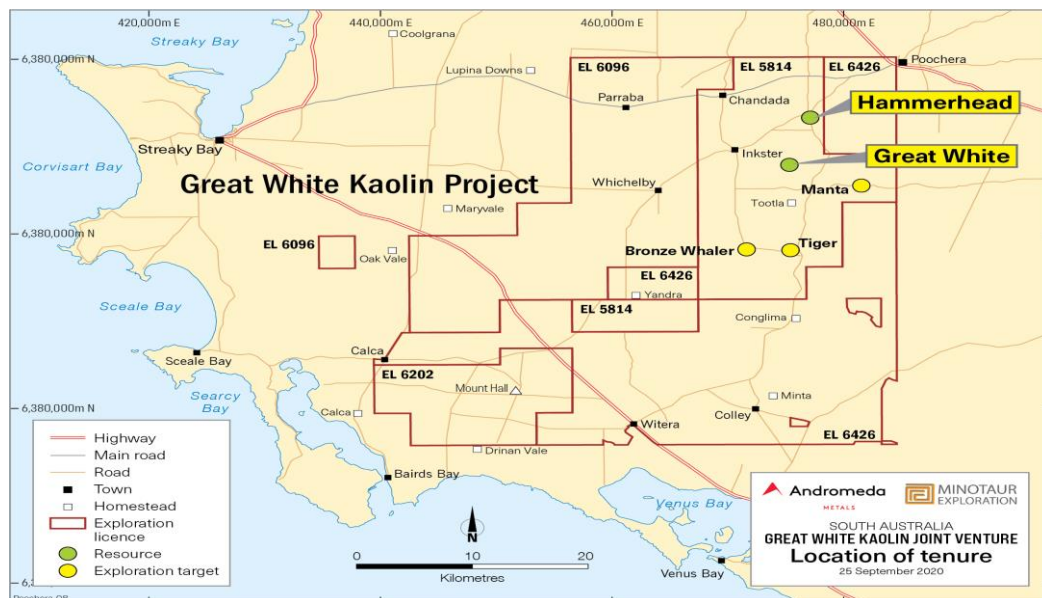 420,000m E
440,000m E
460,000m E
480,000m E
Streaky Bay
Coolgrana
6,380,000m N
Lupina Downs
EL 6096
EL 5814
EL 6426
Poochera
Parraba
Chandada
Hammerhead
Streaky Bay
Inkster
Great White
Corvisart Bay
Great White Kaolin Project
Whichelby
Manta
Maryvale
Tootla
6,380,000m N
EL 6096
Oak Vale
Bronze Whaler
Tiger
EL 6426
Yandra
Sceale Bay
EL 5814
Conglima
Calca
Sceale Bay
EL 6202
Mount Hall
Searcy
Bay
Minta
6,380,000m N
Calca
Colley
Witera
EL 6426
Drinan Vale
Bairds Bay
Venus Bay
Venus Bay
Highway
Main road
Road
Town
Homestead
Exploration
licence
Resource
Exploration target
N
0 10 20
Kilometres
Andromeda
METALS
MINOTAUR
EXPLORATION
SOUTH AUSTRALIA
GREAT WHITE KAOLIN JOINT VENTURE
Location of tenure
25 September 2020